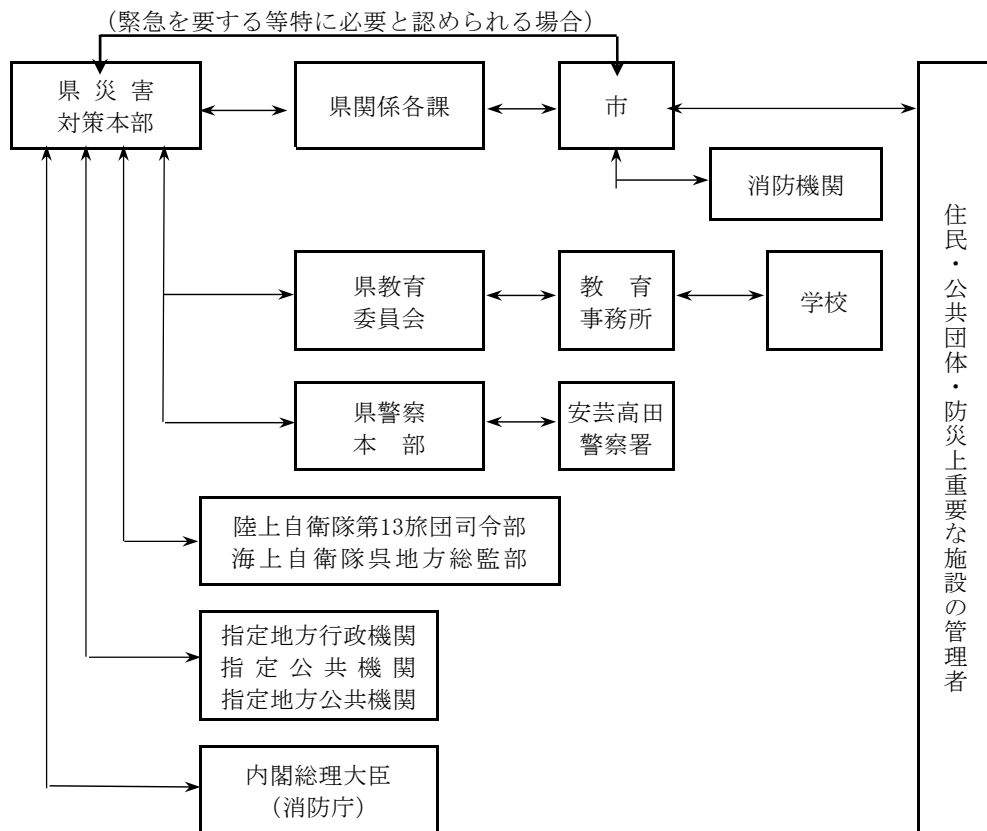 （緊急を要する等特に必要と認められる場合）
県災害
対策本部
県関係各課
市
消防機関
県教育
委員会
教育
事務所
学校
県警察
本部
安芸高田
警察署
陸上自衛隊第13旅団司令部
海上自衛隊呉地方総監部
指定地方行政機関
指定公共機関
指定地方公共機関
内閣総理大臣
（消防庁）
住民・公共団体・防災上重要な施設の管理者